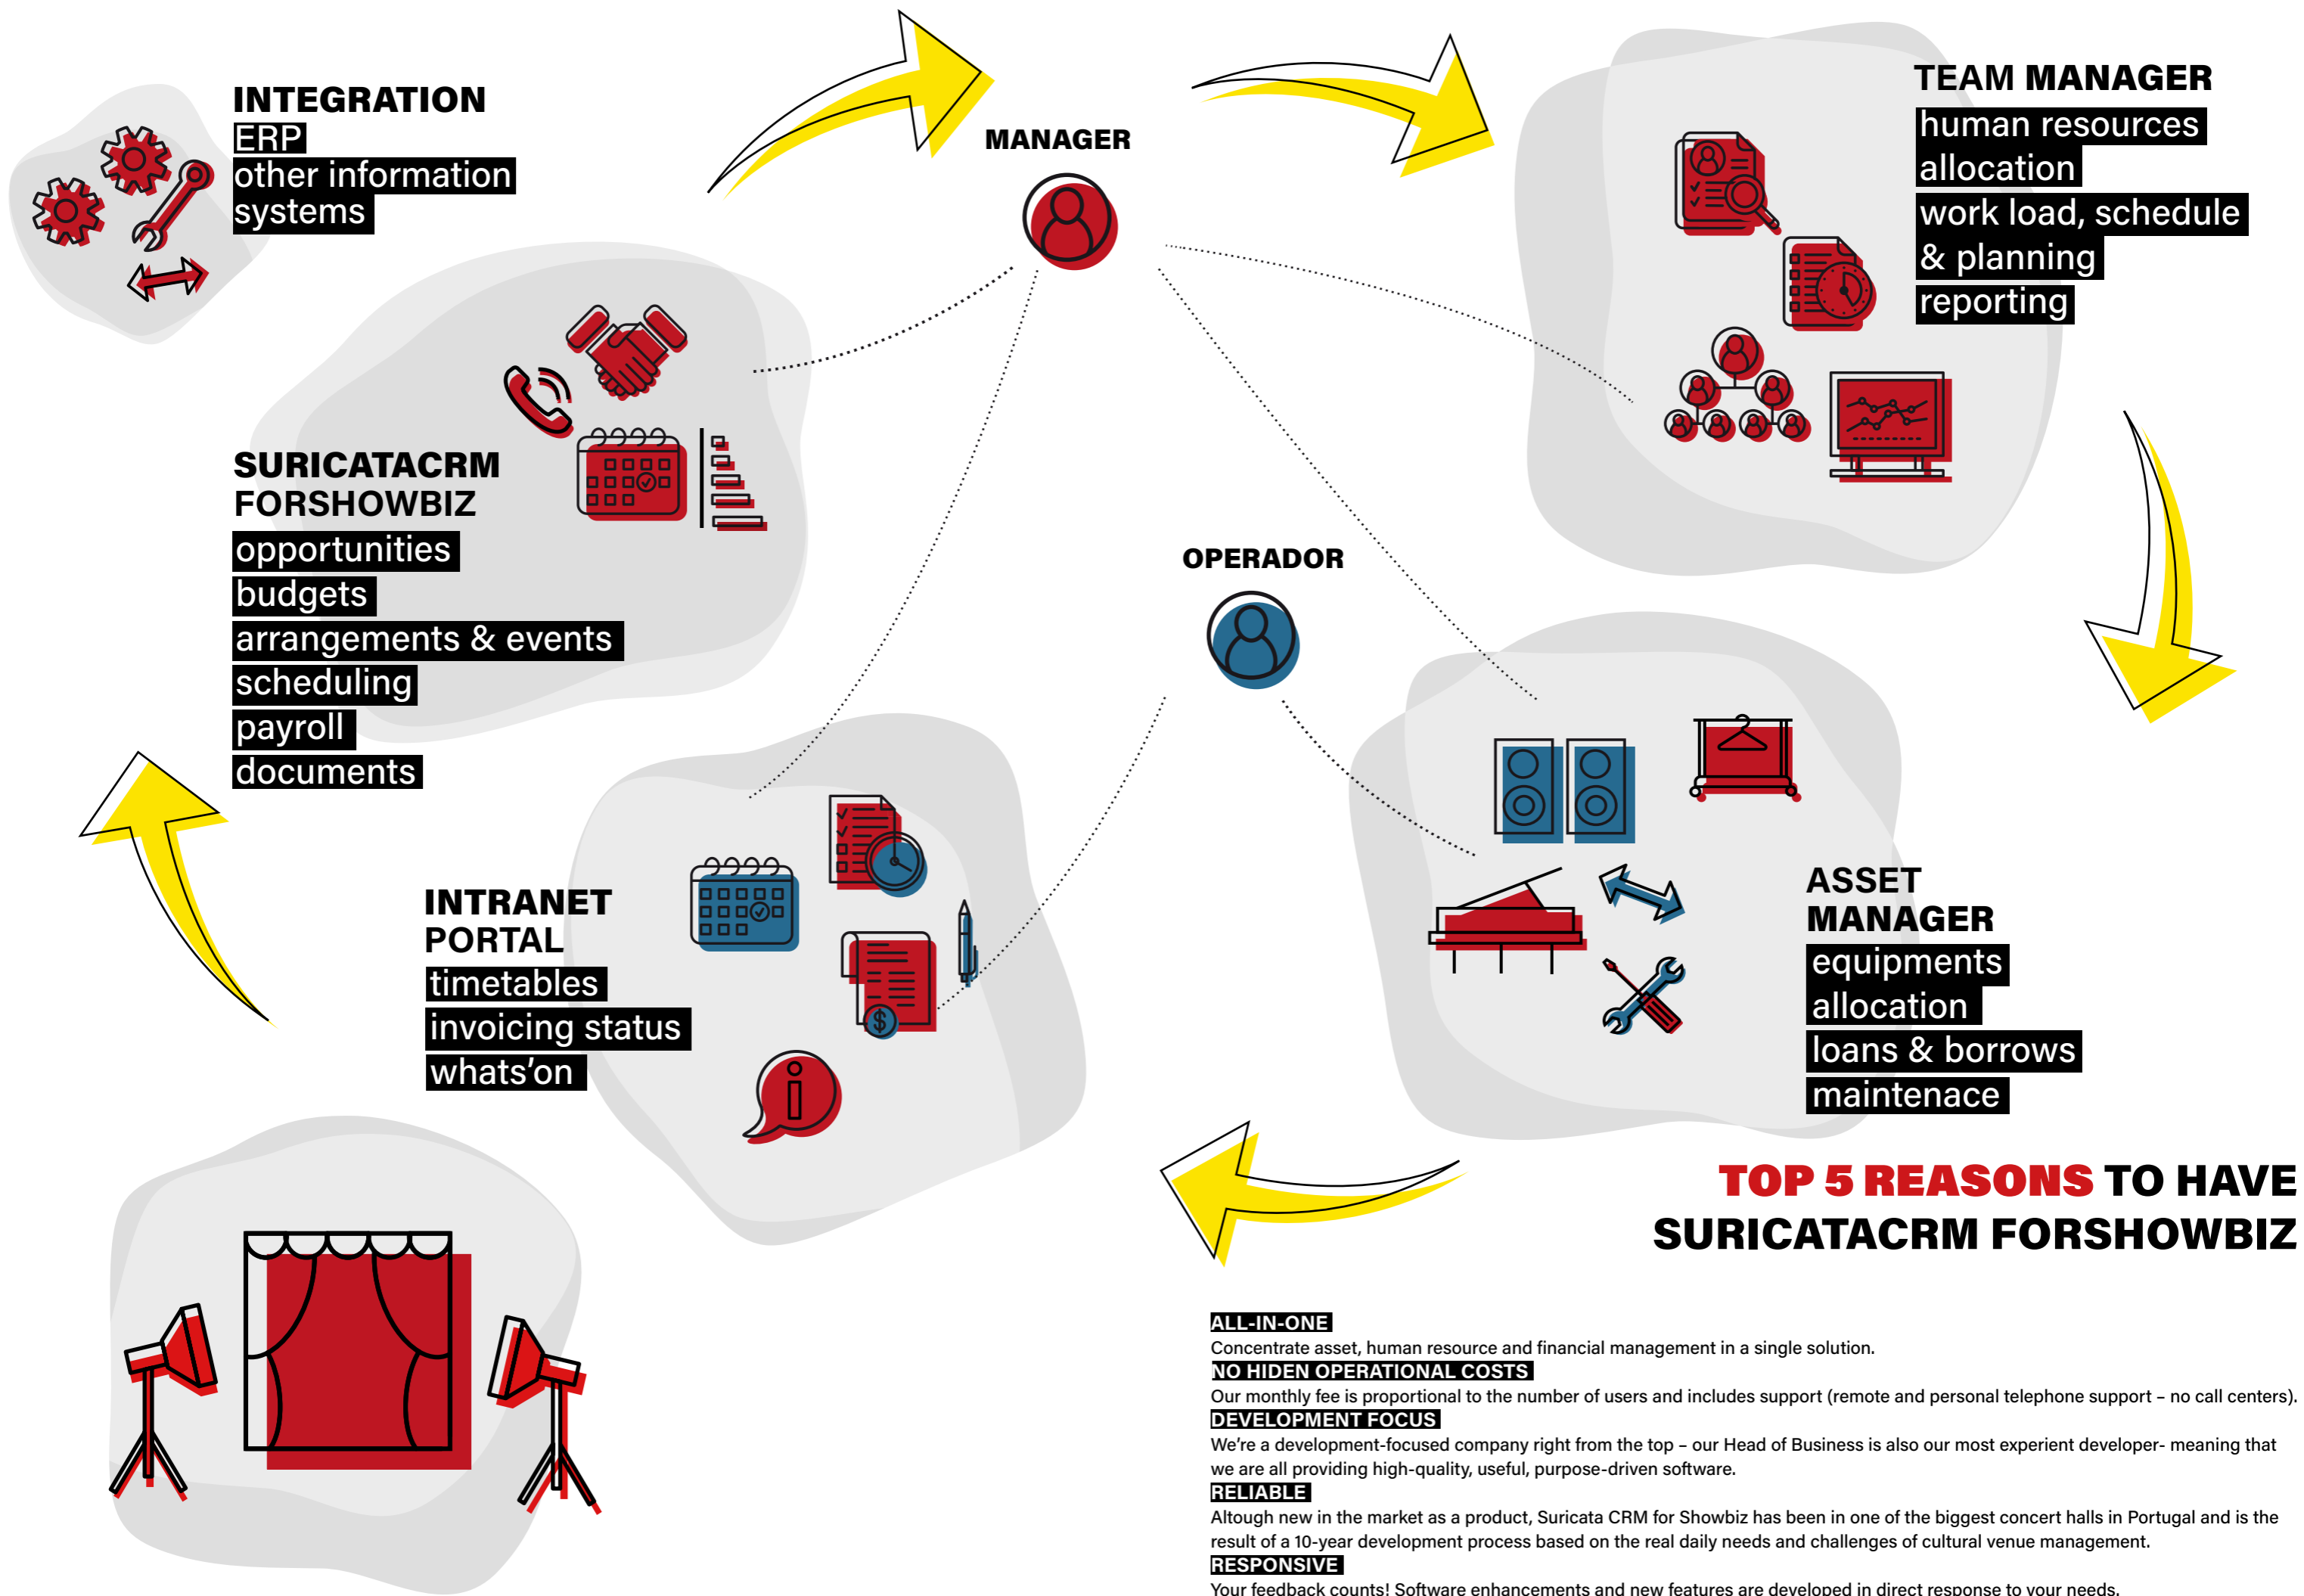 INTEGRATION
ERP
other information
systems
MANAGER
TEAM MANAGER
human resources
allocation
work load, schedule
& planning
reporting
SURICATACRM
FORSHOWBIZ
opportunities
budgets
arrangements & events
scheduling
payroll
documents
OPERADOR
INTRANET
PORTAL
timetables
invoicing status
whats'on
ASSET
MANAGER
equipments
allocation
loans & borrows
maintenace
TOP 5 REASONS TO HAVE
SURICATACRM FORSHOWBIZ
ALL-IN-ONE
Concentrate asset, human resource and financial management in a single solution.
NO HIDEN OPERATIONAL COSTS
Our monthly fee is proportional to the number of users and includes support (remote and personal telephone support – no call centers).
DEVELOPMENT FOCUS
We're a development-focused company right from the top – our Head of Business is also our most experient developer- meaning that
we are all providing high-quality, useful, purpose-driven software.
RELIABLE
Altough new in the market as a product, Suricata CRM for Showbiz has been in one of the biggest concert halls in Portugal and is the
result of a 10-year development process based on the real daily needs and challenges of cultural venue management.
RESPONSIVE
Your feedback counts! Software enhancements and new features are developed in direct response to your needs.